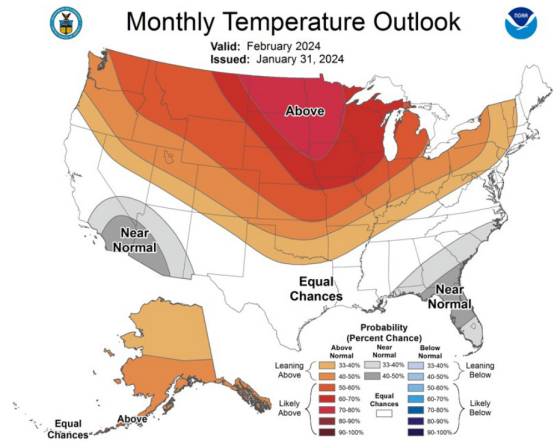 Monthly Temperature Outlook
Valid: February 2024
Issued: January 31, 2024
NOAA
Above
Near
Normal
Equal
Chances
Near
Normal
Above
Equal
Chances
Probability
(Percent Chance)
Above
Normal
Near
Normal
Below
Normal
Leaning
Above
33-40%
40-50%
33-40%
40-50%
33-40%
40-50%
Leaning
Below
Likely
Above
50-60%
60-70%
70-80%
80-90%
90-100%
Equal
Chances
50-60%
60-70%
70-80%
80-90%
90-100%
Likely
Below